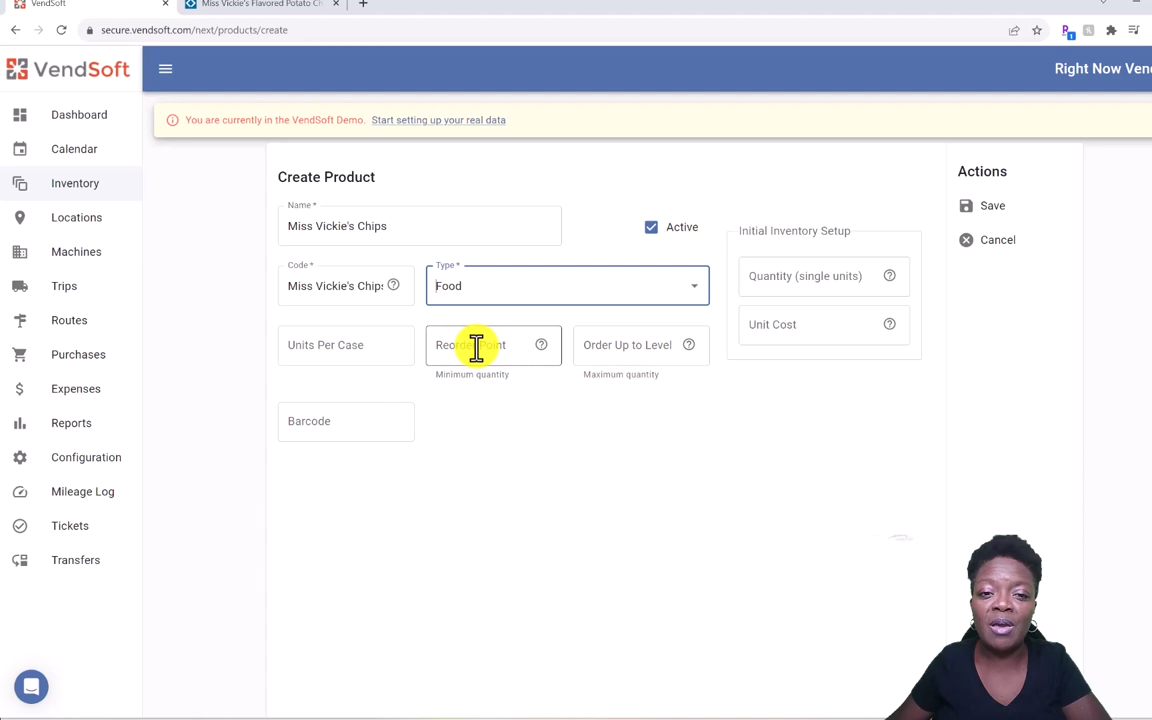 VendSoft
Miss Vickie's Flavored Potato Ch
secure.vendsoft.com/next/products/create
VendSoft
Right Now Ven
You are currently in the VendSoft Demo. Start setting up your real data
Dashboard
Calendar
Inventory
Locations
Machines
Trips
Routes
Purchases
Expenses
Reports
Configuration
Mileage Log
Tickets
Transfers
Create Product
Name *
Miss Vickie's Chips
Active
Code *
Miss Vickie's Chips
Type *
Food
Units Per Case
Reorder Point
Minimum quantity
Order Up to Level
Maximum quantity
Barcode
Initial Inventory Setup
Quantity (single units)
Unit Cost
Actions
Save
Cancel